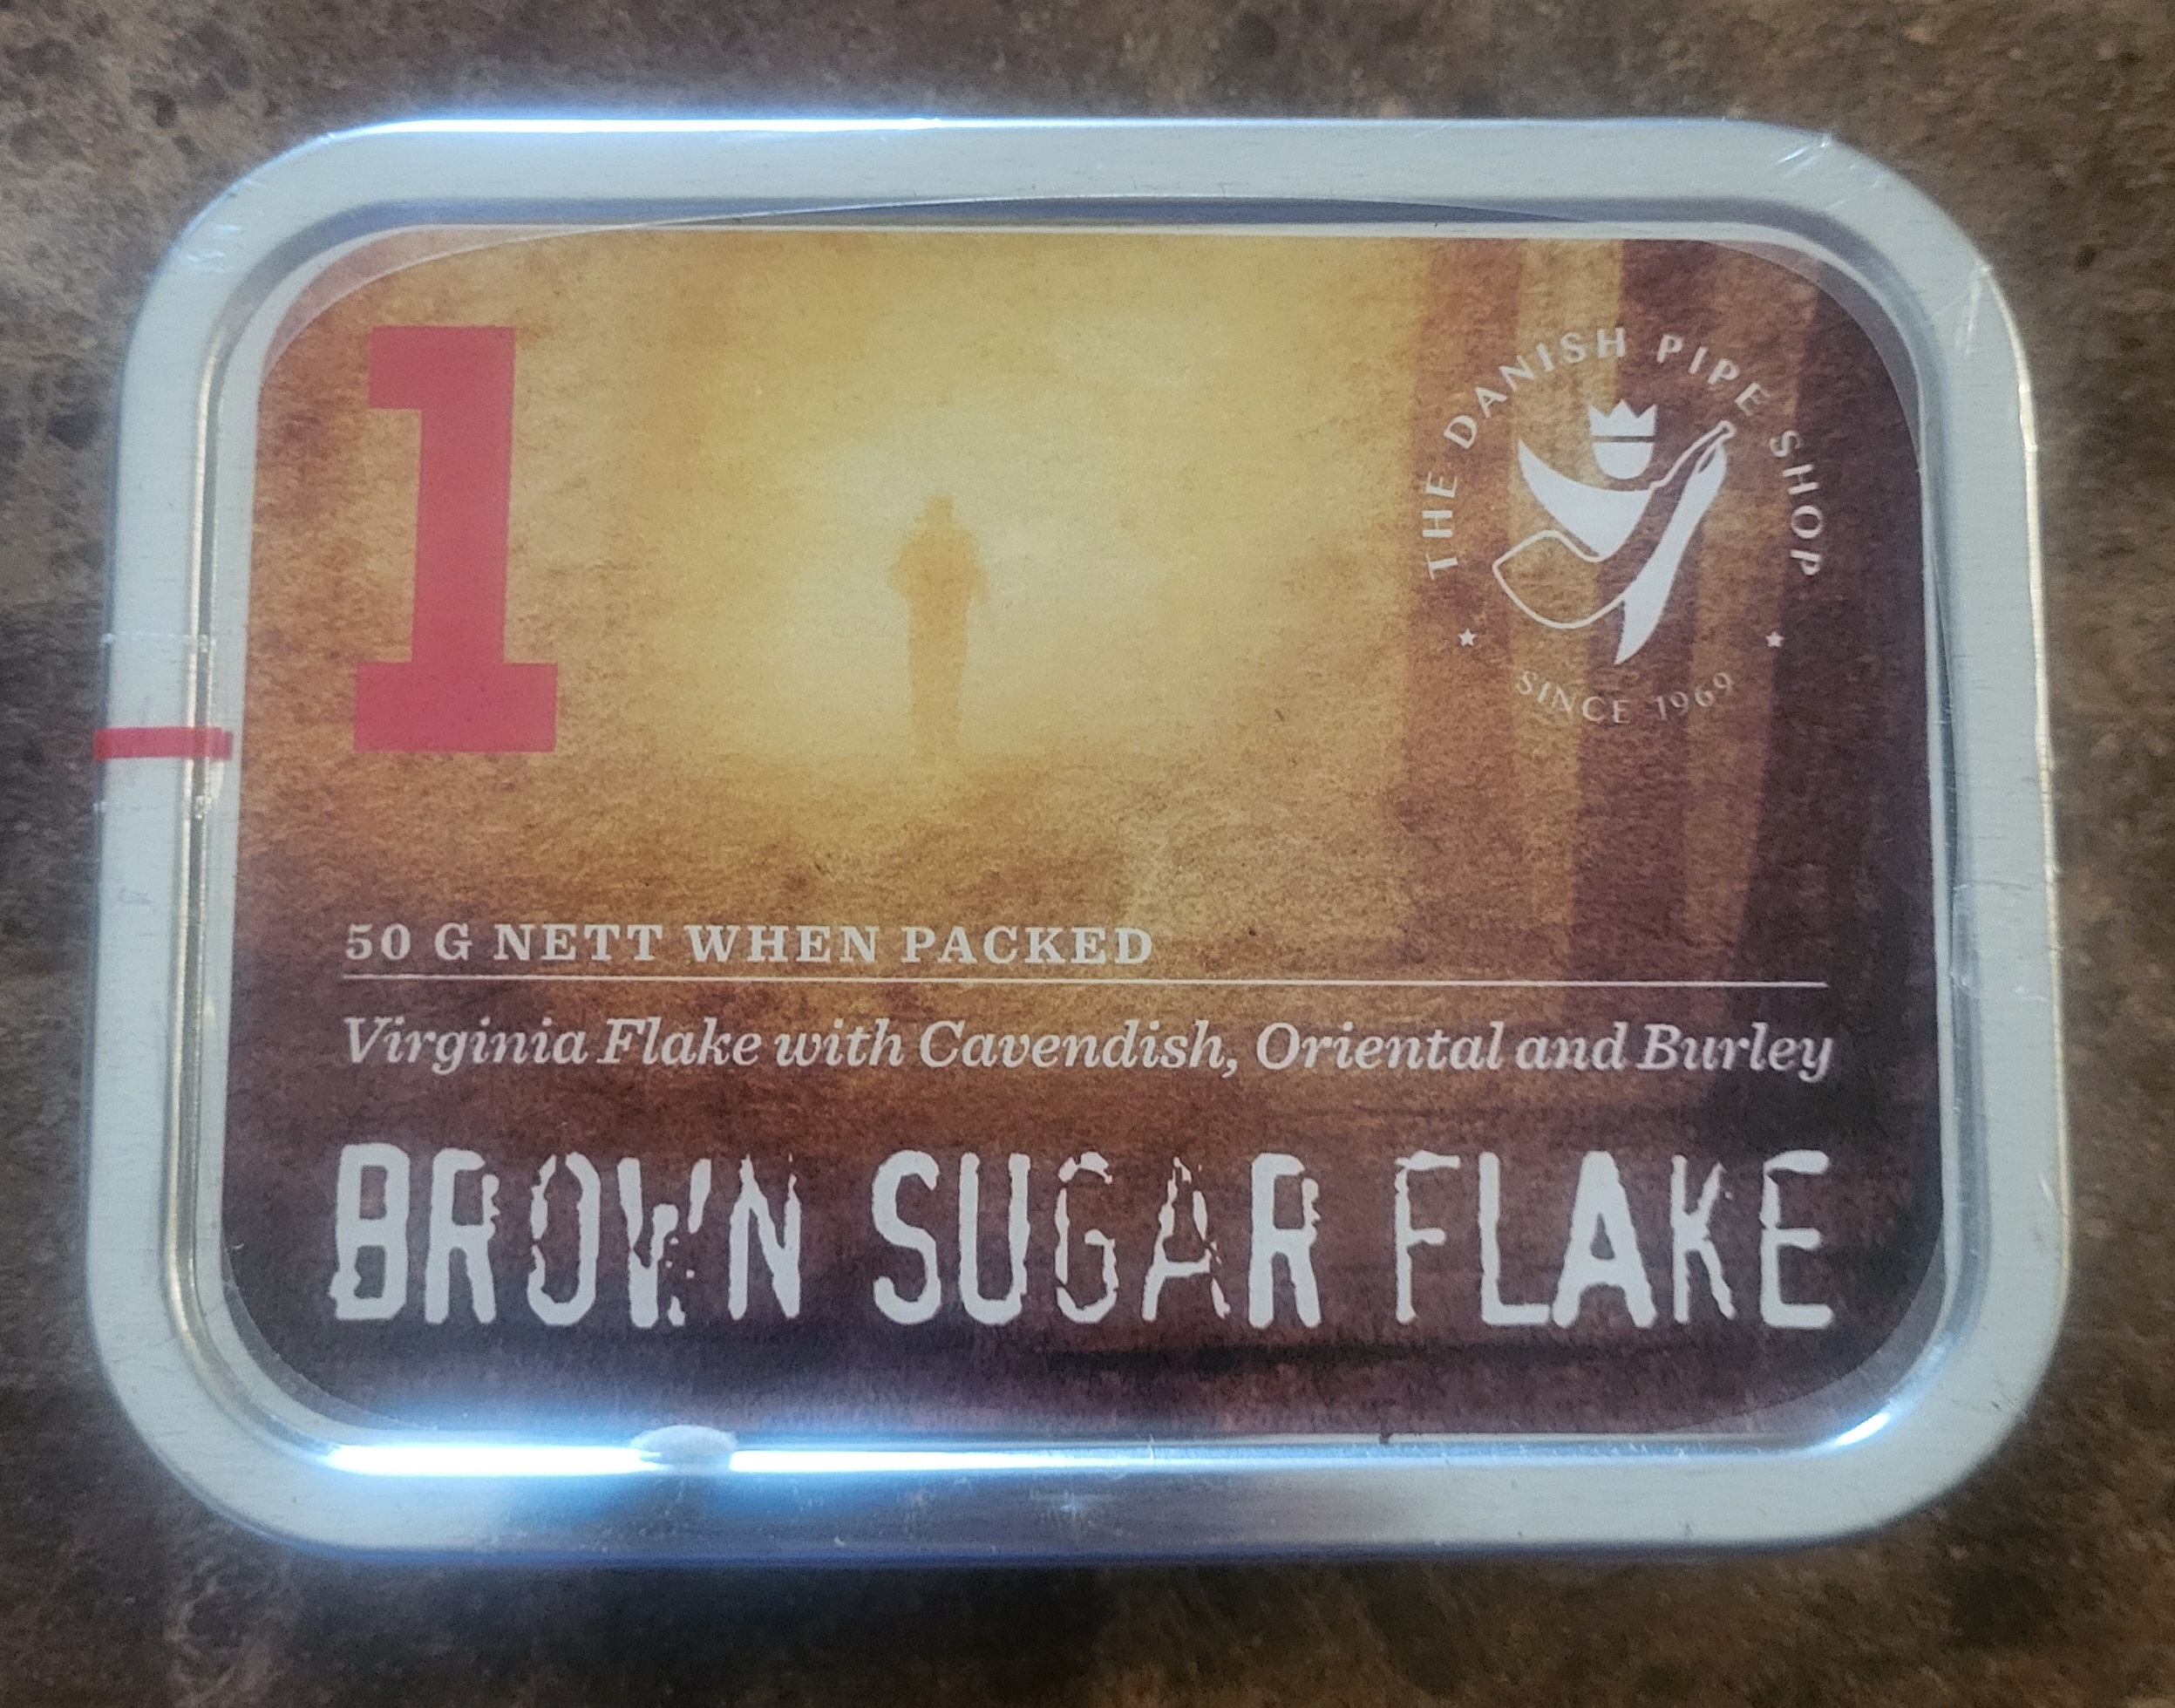 1
THE DANISH PIPE SHOP
SINCE 1969
50 G NETT WHEN PACKED
Virginia Flake with Cavendish, Oriental and Burley
BROWN SUGAR FLAKE